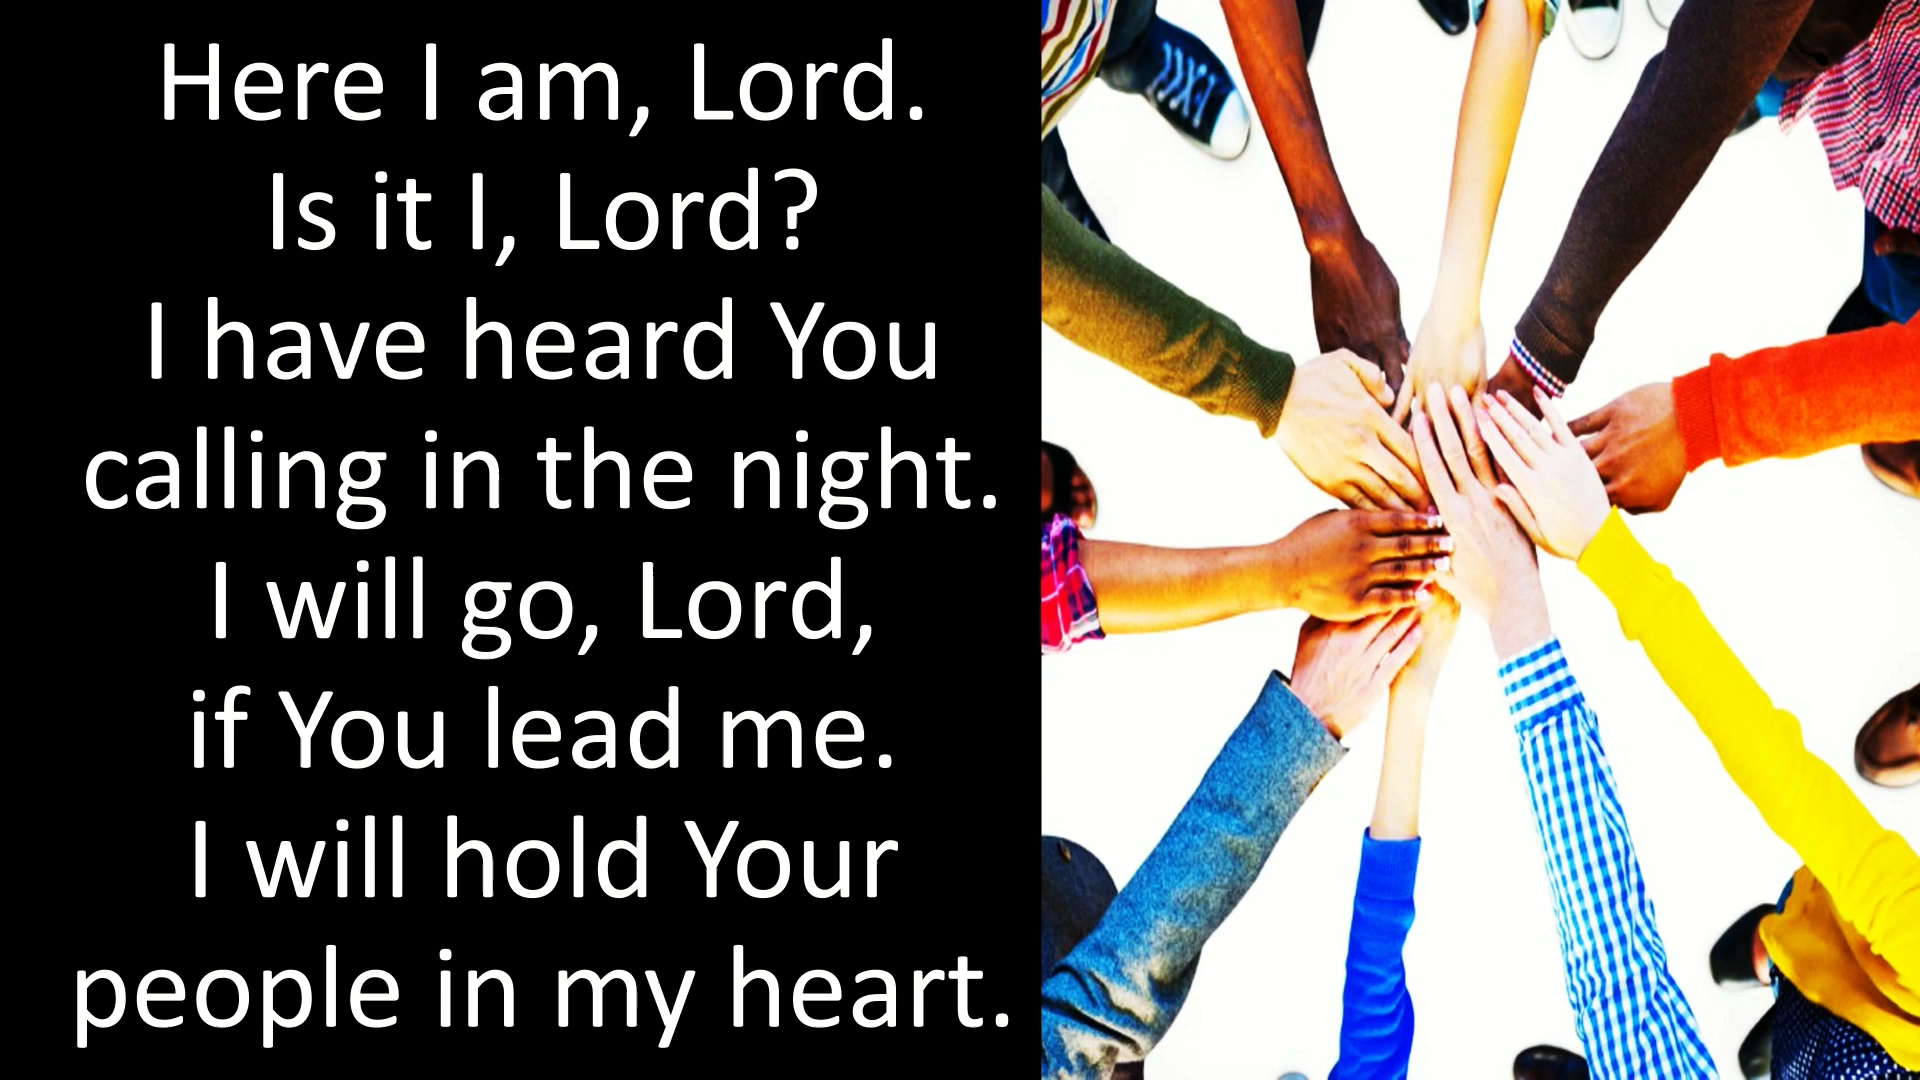 Here I am, Lord.
Is it I, Lord?
I have heard You
calling in the night.
I will go, Lord,
if You lead me.
I will hold Your
people in my heart.